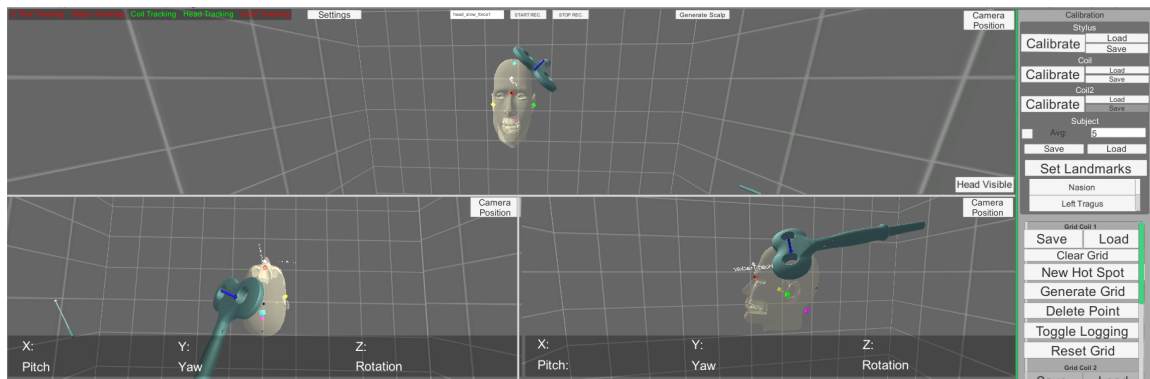 Coil Tracking
Head Tracking
Settings
head_slow_force1
START REC
STOP REC
Generate Scalp
Camera
Position
Head Visible
Camera
Position
X:
Y:
Z:
Pitch
Yaw
Rotation
Camera
Position
X:
Y:
Z:
Pitch:
Yaw
Rotation
Calibration
Stylus
Calibrate
Load
Save
Coil
Calibrate
Load
Save
Coil2
Calibrate
Load
Save
Subject
Avg:
5
Save
Load
Set Landmarks
Nasion
Left Tragus
Grid Coil 1
Save
Load
Clear Grid
New Hot Spot
Generate Grid
Delete Point
Toggle Logging
Reset Grid
Grid Coil 2